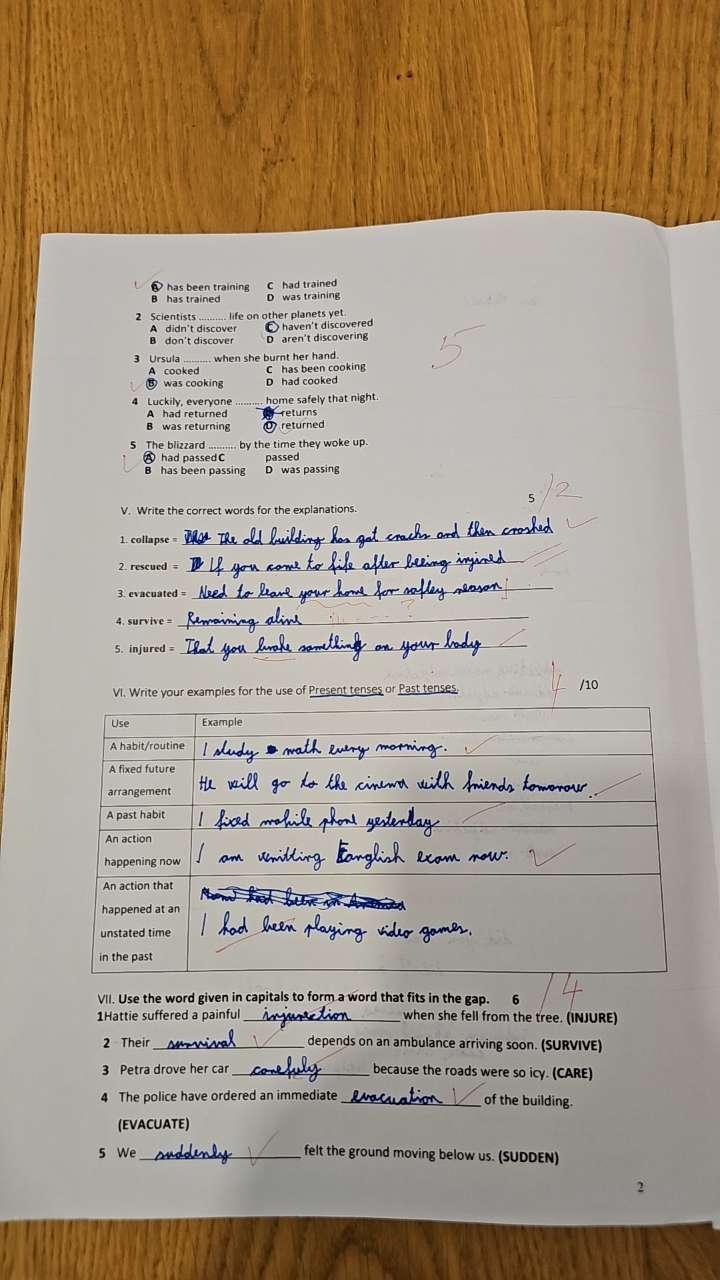 A has been training C had trained
B has trained D was training
2 Scientists .......... life on other planets yet.
A didn't discover C haven't discovered
B don't discover D aren't discovering
3 Ursula .......... when she burnt her hand.
A cooked C has been cooking
B was cooking D had cooked
4 Luckily, everyone .......... home safely that night.
A had returned returns
B was returning D returned
5 The blizzard .......... by the time they woke up.
A had passed C passed
B has been passing D was passing
5
V. Write the correct words for the explanations.
5 /2
1. collapse = The old building has got cracks and then crashed
2. rescued = If you come to life after beeing injured
3. evacuated = Need to leave your home for saftey reason
4. survive = Remaining alive
5. injured = That you broke something on your body
VI. Write your examples for the use of Present tenses or Past tenses. 4 /10
Use Example
A habit/routine I study math every morning.
A fixed future arrangement He will go to the cinema with friends tomorow.
A past habit I fixed mobile phone yesterday
An action happening now I am writting English exam now.
An action that happened at an unstated time in the past I had been playing video games.
VII. Use the word given in capitals to form a word that fits in the gap. 6 /4
1Hattie suffered a painful when she fell from the tree. (INJURE)
2 Their survival depends on an ambulance arriving soon. (SURVIVE)
3 Petra drove her car carefuly because the roads were so icy. (CARE)
4 The police have ordered an immediate evacuation of the building.
(EVACUATE)
5 We suddenly felt the ground moving below us. (SUDDEN)
2